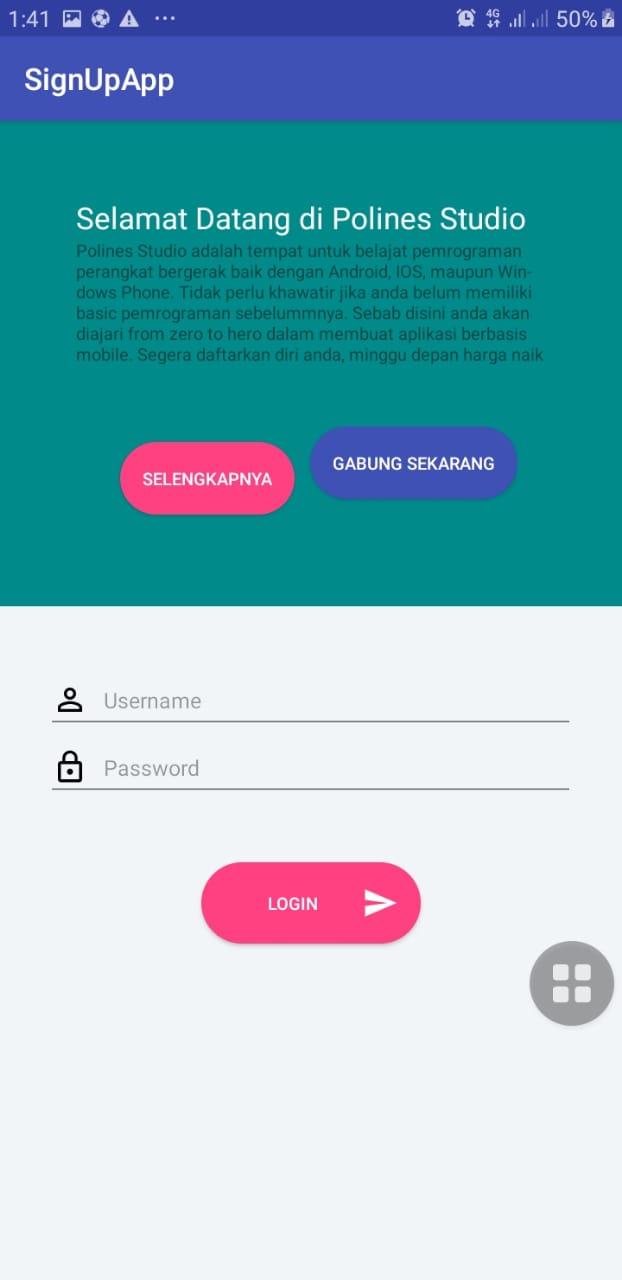 1:41
4G
50%
SignUpApp
Selamat Datang di Polines Studio
Polines Studio adalah tempat untuk belajat pemrograman
perangkat bergerak baik dengan Android, IOS, maupun Win-
dows Phone. Tidak perlu khawatir jika anda belum memiliki
basic pemrograman sebelummnya. Sebab disini anda akan
diajari from zero to hero dalam membuat aplikasi berbasis
mobile. Segera daftarkan diri anda, minggu depan harga naik
SELENGKAPNYA
GABUNG SEKARANG
Username
Password
LOGIN